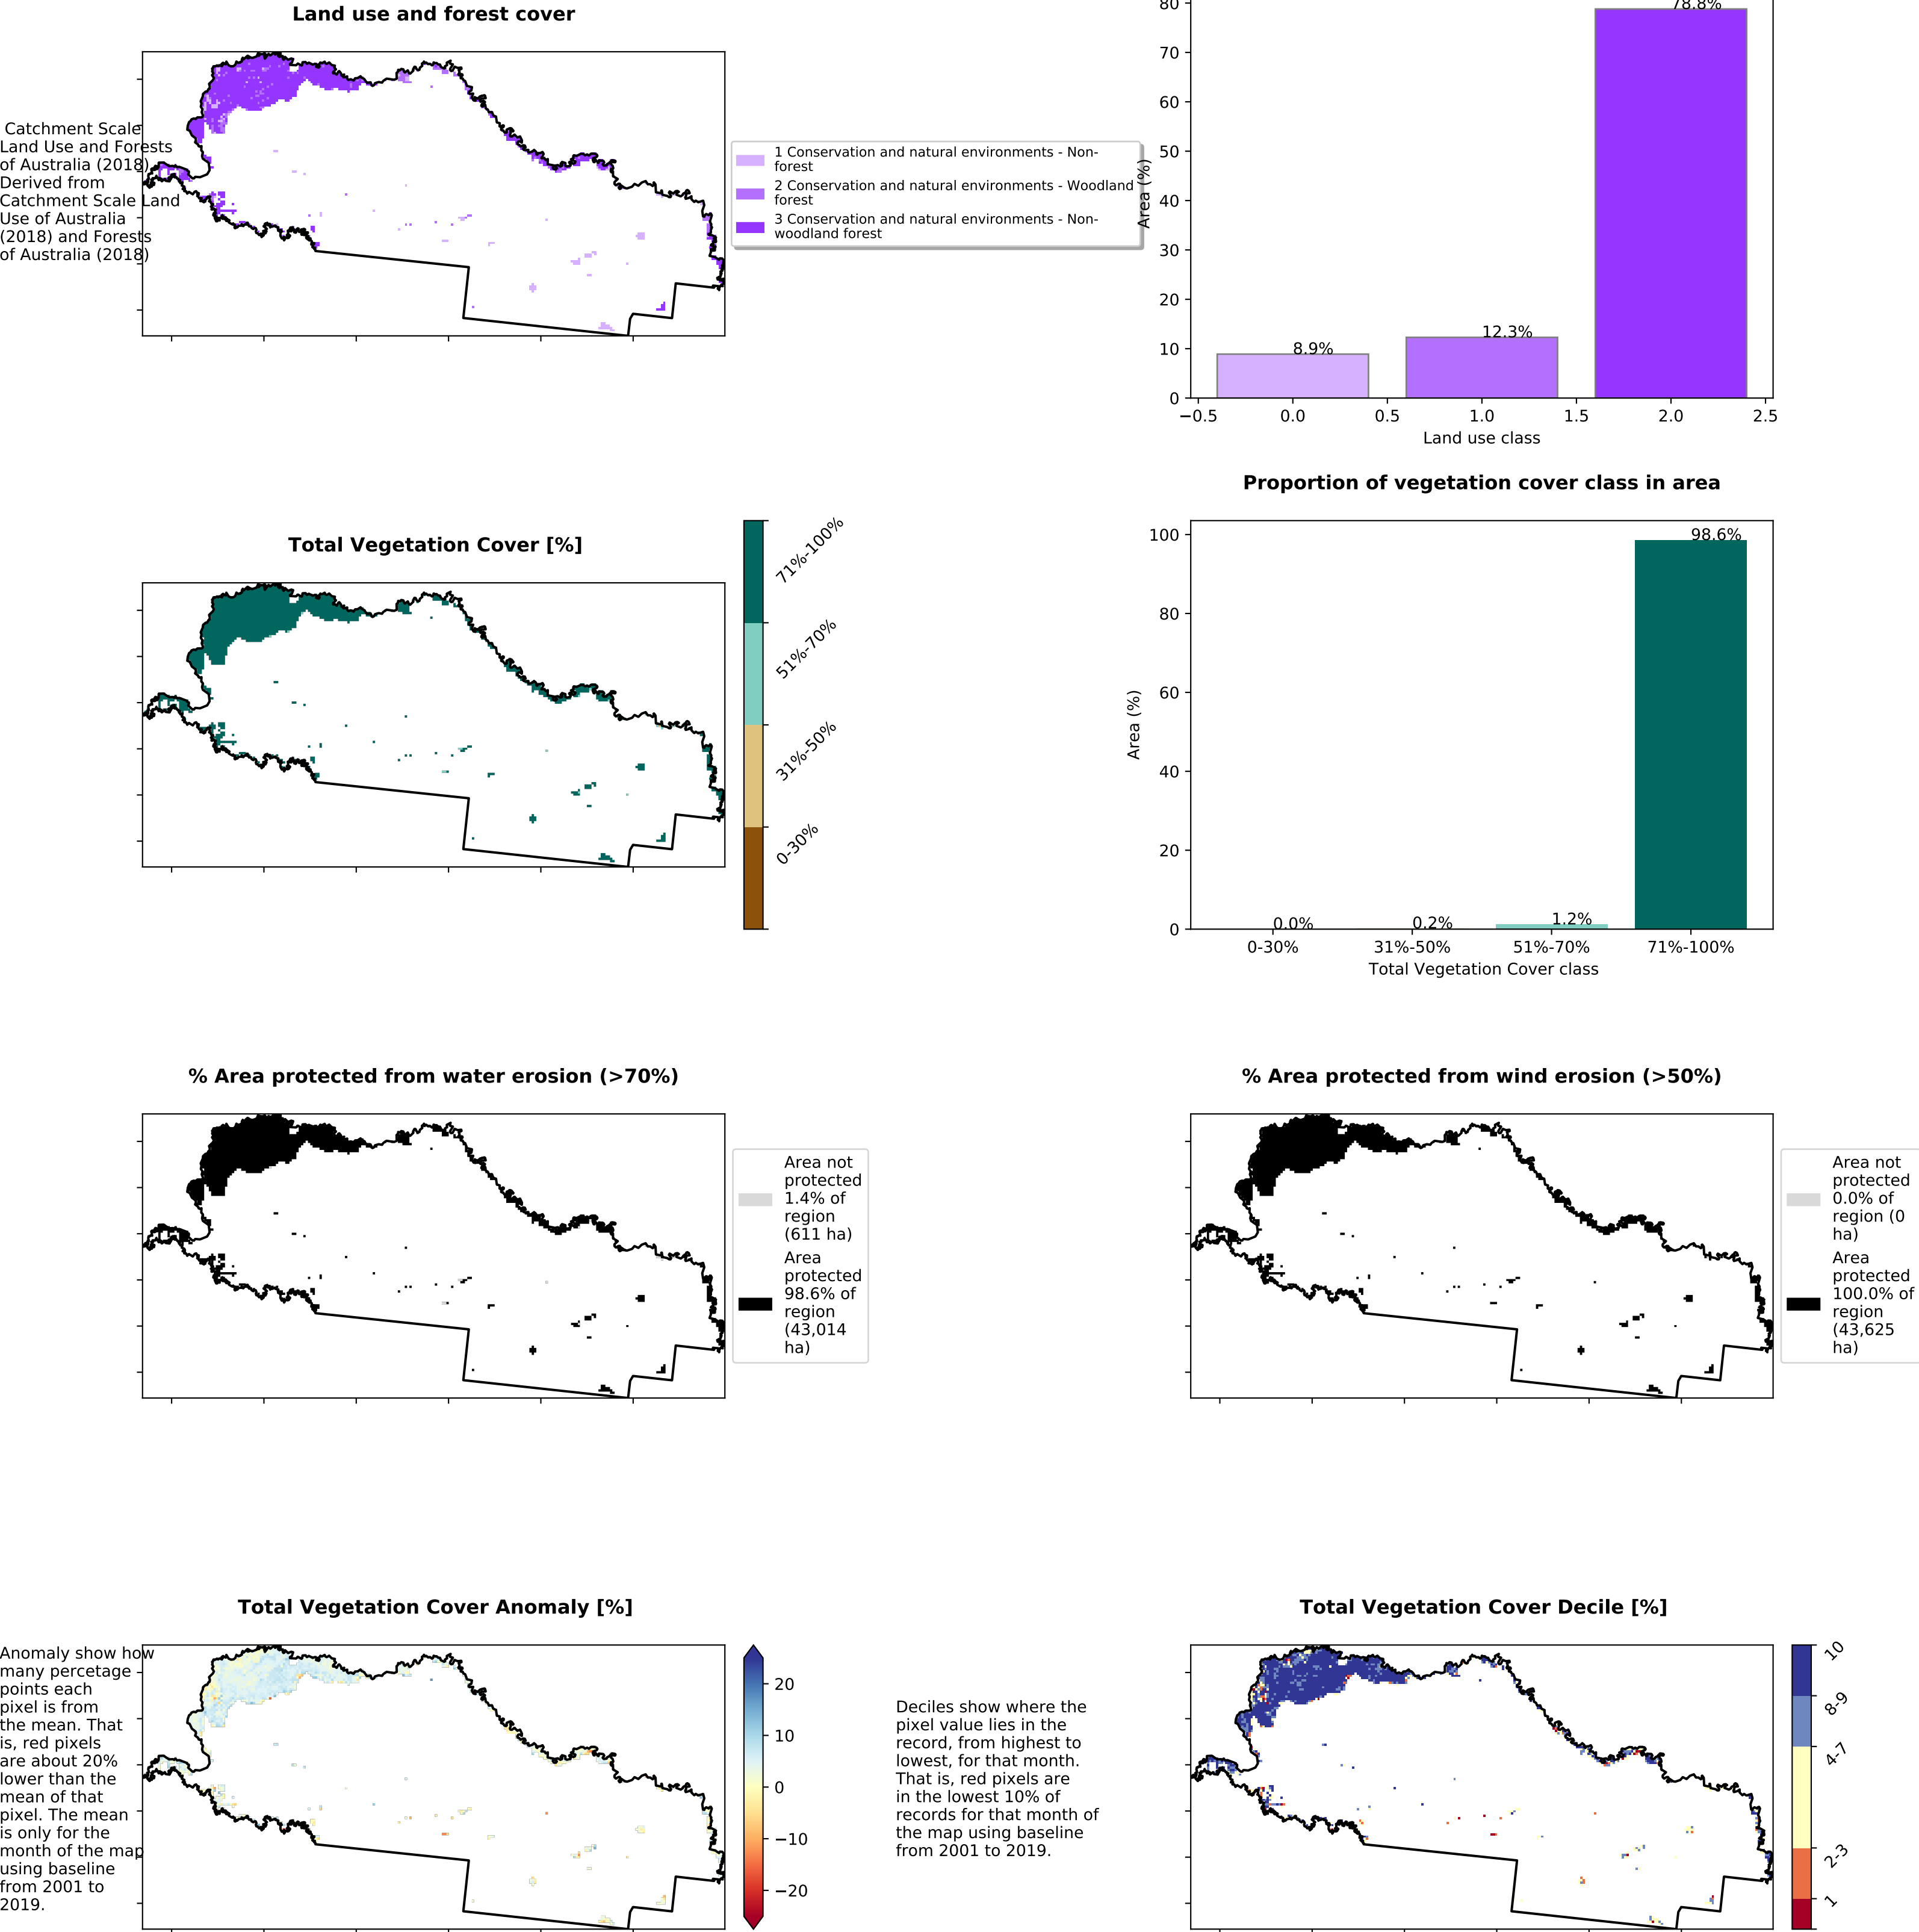 Land use and forest cover
Catchment Scale
Land Use and Forests
of Australia (2018)
Derived from
Catchment Scale Land
Use of Australia
(2018) and Forests
of Australia (2018)
1 Conservation and natural environments - Non-
forest
2 Conservation and natural environments - Woodland
forest
3 Conservation and natural environments - Non-
woodland forest
Area (%)
80
70
60
50
40
30
20
10
0
8.9%
12.3%
78.8%
−0.5
0.0
0.5
1.0
1.5
2.0
2.5
Land use class
Total Vegetation Cover [%]
71%-100%
51%-70%
31%-50%
0-30%
Proportion of vegetation cover class in area
Area (%)
100
80
60
40
20
0
0.0%
0.2%
1.2%
98.6%
0-30%
31%-50%
51%-70%
71%-100%
Total Vegetation Cover class
% Area protected from water erosion (>70%)
Area not
protected
1.4% of
region
(611 ha)
Area
protected
98.6% of
region
(43,014
ha)
% Area protected from wind erosion (>50%)
Area not
protected
0.0% of
region (0
ha)
Area
protected
100.0% of
region
(43,625
ha)
Total Vegetation Cover Anomaly [%]
Anomaly show how
many percetage
points each
pixel is from
the mean. That
is, red pixels
are about 20%
lower than the
mean of that
pixel. The mean
is only for the
month of the map
using baseline
from 2001 to
2019.
20
10
0
−10
−20
Total Vegetation Cover Decile [%]
Deciles show where the
pixel value lies in the
record, from highest to
lowest, for that month.
That is, red pixels are
in the lowest 10% of
records for that month of
the map using baseline
from 2001 to 2019.
10
8-9
4-7
2-3
1